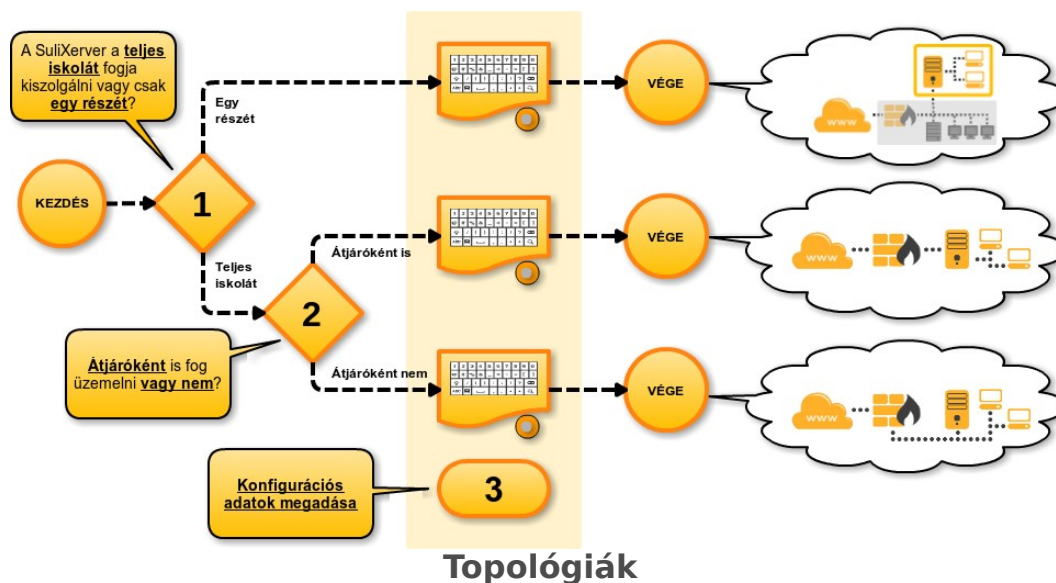 A SuliXerver a teljes
iskolát fogja
kiszolgálni vagy csak
egy részét?
Egy
részét
VÉGE
WWW
KEZDÉS
1
Teljes
iskolát
Átjáróként is
VÉGE
WWW
2
Átjáróként is fog
üzemelni vagy nem?
Átjáróként nem
VÉGE
WWW
Konfigurációs
adatok megadása
3
Topológiák